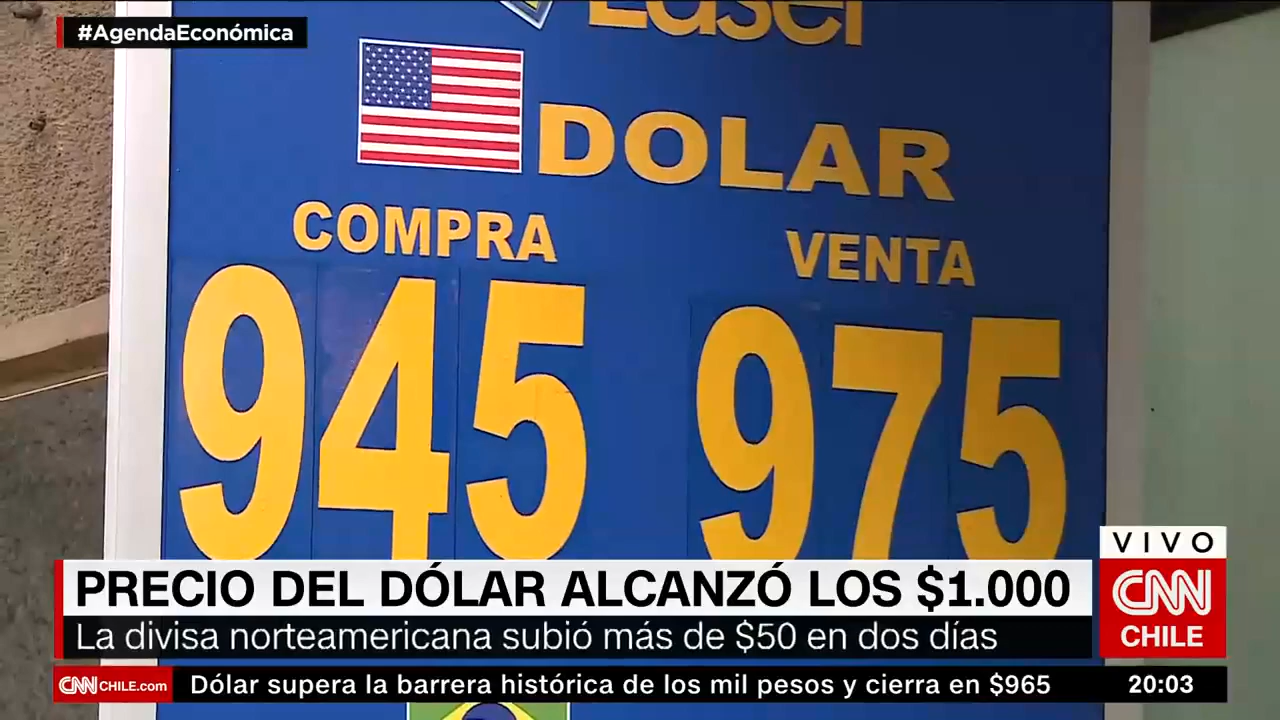 #AgendaEconómica
Laser
DOLAR
COMPRA
VENTA
945
975
VIVO
CNN
CHILE
PRECIO DEL DÓLAR ALCANZÓ LOS $1.000
La divisa norteamericana subió más de $50 en dos días
CNNCHILE.com
Dólar supera la barrera histórica de los mil pesos y cierra en $965
20:03